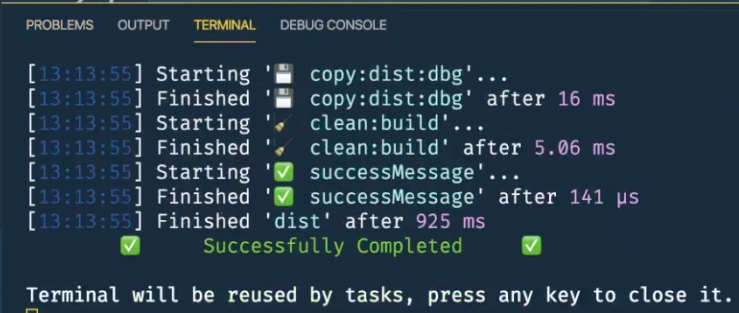 PROBLEMS OUTPUT TERMINAL DEBUG CONSOLE
[13:13:55] Starting '💾 copy:dist:dbg'...
[13:13:55] Finished '💾 copy:dist:dbg' after 16 ms
[13:13:55] Starting '🧹 clean:build'...
[13:13:55] Finished '🧹 clean:build' after 5.06 ms
[13:13:55] Starting '✅ successMessage'...
[13:13:55] Finished '✅ successMessage' after 141 μs
[13:13:55] Finished 'dist' after 925 ms
✅ Successfully Completed ✅
Terminal will be reused by tasks, press any key to close it.